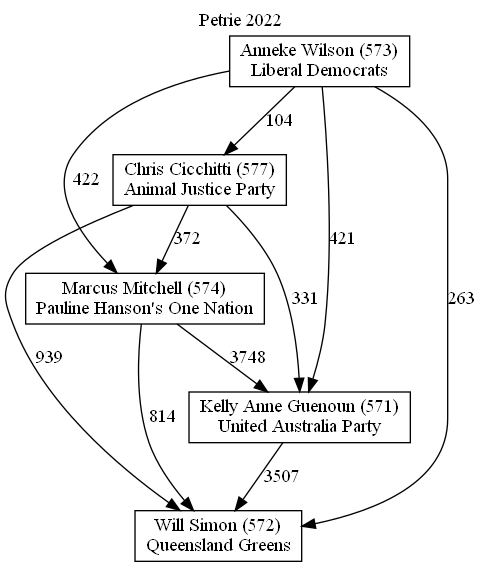 Petrie 2022
Anneke Wilson (573)
Liberal Democrats
104
Chris Cicchitti (577)
Animal Justice Party
422
372
421
331
263
Marcus Mitchell (574)
Pauline Hanson's One Nation
939
3748
814
Kelly Anne Guenoun (571)
United Australia Party
3507
Will Simon (572)
Queensland Greens